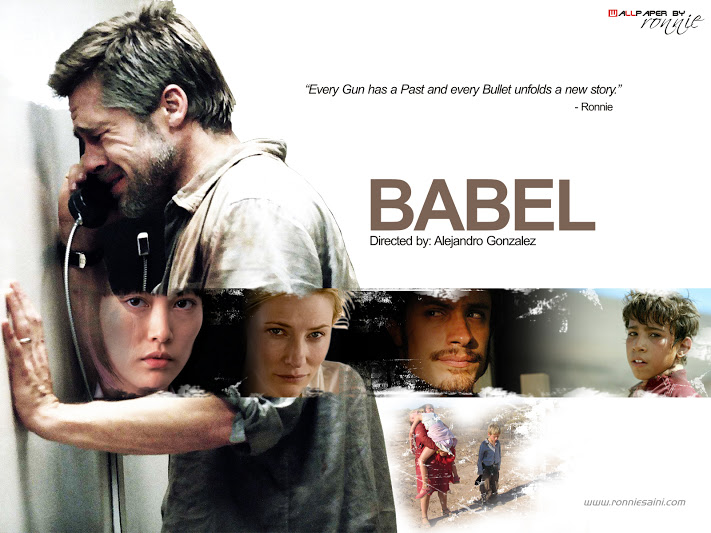 WALLPAPER BY
ronnie
“Every Gun has a Past and every Bullet unfolds a new story.”
- Ronnie
BABEL
Directed by: Alejandro Gonzalez
www.ronniesaini.com